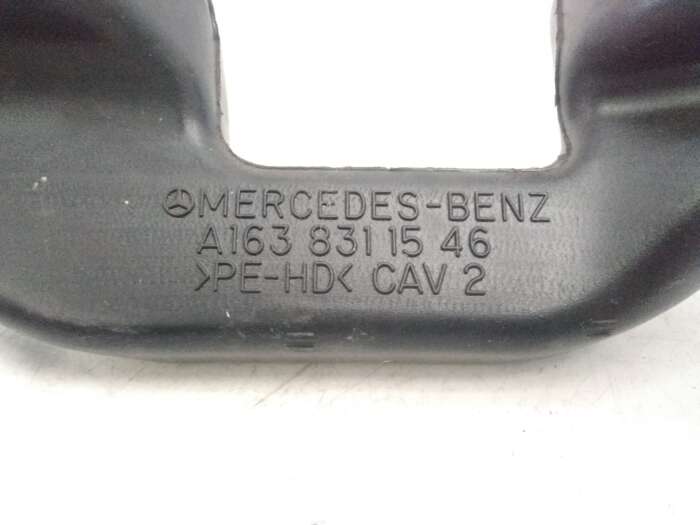 MERCEDES-BENZ
A163 831 15 46
>PE-HD< CAV 2